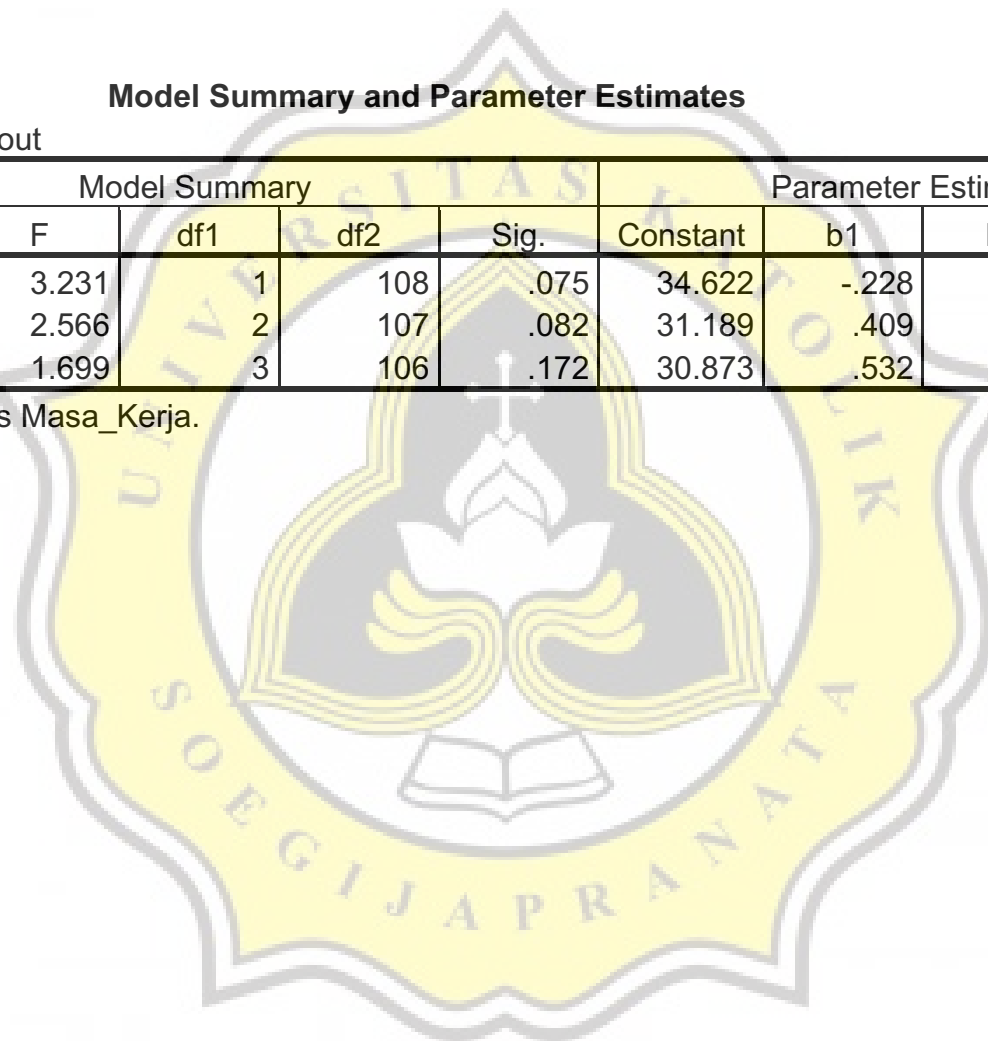 Model Summary and Parameter Estimates
out
Model Summary Parameter Estim
F df1 df2 Sig. Constant b1
3.231 1 108 .075 34.622 -.228
2.566 2 107 .082 31.189 .409
1.699 3 106 .172 30.873 .532
s Masa_Kerja.
UNIVERSITAS KATOLIK
SOEGIJAPRANATA